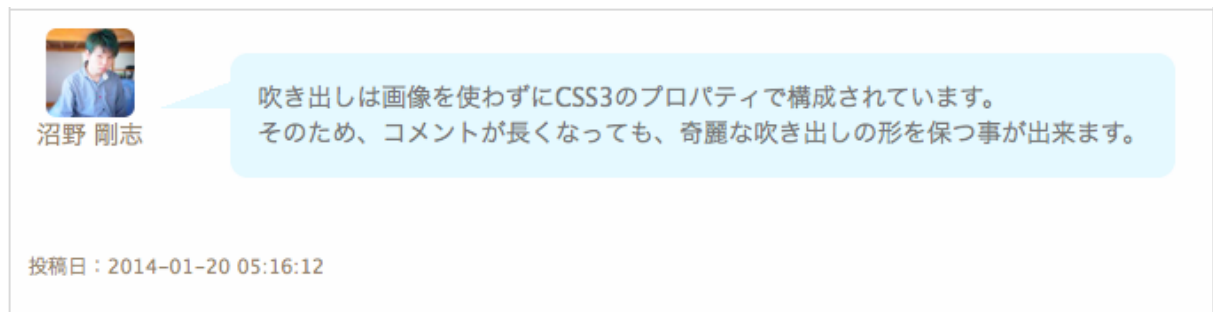 吹き出しは画像を使わずにCSS3のプロパティで構成されています。
そのため、コメントが長くなっても、奇麗な吹き出しの形を保つ事が出来ます。
沼野 剛志
投稿日：2014-01-20 05:16:12